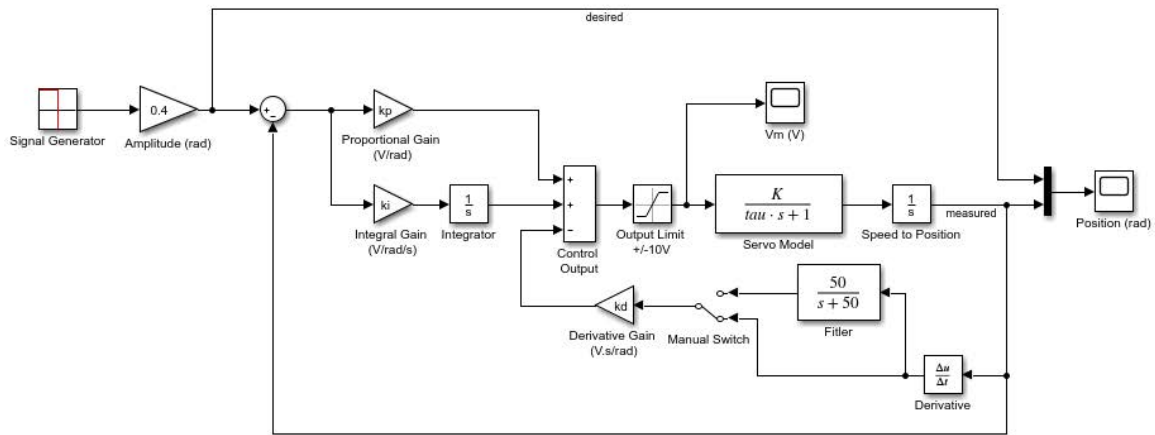 desired
Signal Generator
0.4
Amplitude (rad)
+
−
kp
Proportional Gain
(V/rad)
Vm (V)
ki
Integral Gain
(V/rad/s)
1
s
Integrator
+
+
−
Control
Output
Output Limit
+/-10V
K
tau · s + 1
Servo Model
1
s
Speed to Position
measured
Position (rad)
kd
Derivative Gain
(V.s/rad)
Manual Switch
50
s + 50
Fitler
Δu
Δt
Derivative